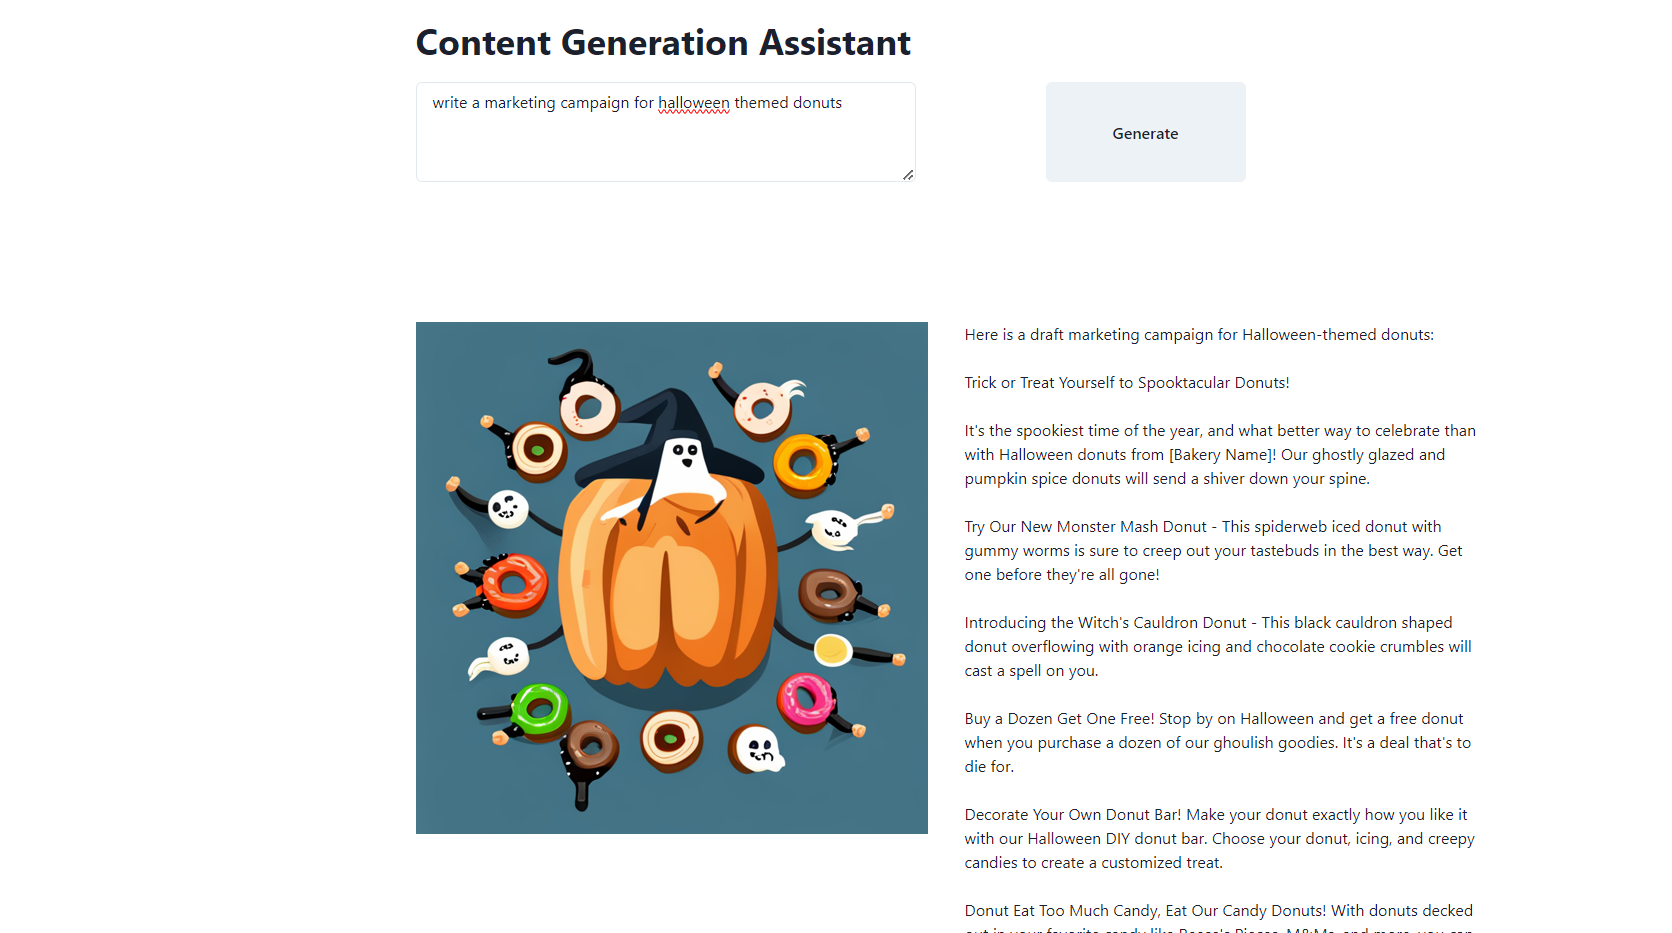 Content Generation Assistant
write a marketing campaign for halloween themed donuts
Generate
Here is a draft marketing campaign for Halloween-themed donuts:
Trick or Treat Yourself to Spooktacular Donuts!
It's the spookiest time of the year, and what better way to celebrate than
with Halloween donuts from [Bakery Name]! Our ghostly glazed and
pumpkin spice donuts will send a shiver down your spine.
Try Our New Monster Mash Donut - This spiderweb iced donut with
gummy worms is sure to creep out your tastebuds in the best way. Get
one before they're all gone!
Introducing the Witch's Cauldron Donut - This black cauldron shaped
donut overflowing with orange icing and chocolate cookie crumbles will
cast a spell on you.
Buy a Dozen Get One Free! Stop by on Halloween and get a free donut
when you purchase a dozen of our ghoulish goodies. It's a deal that's to
die for.
Decorate Your Own Donut Bar! Make your donut exactly how you like it
with our Halloween DIY donut bar. Choose your donut, icing, and creepy
candies to create a customized treat.
Donut Eat Too Much Candy, Eat Our Candy Donuts! With donuts decked